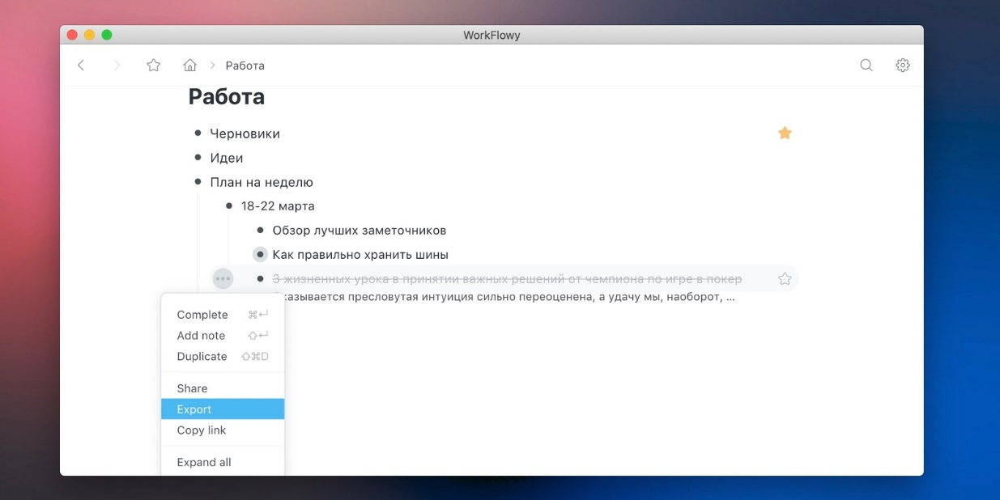 WorkFlowy
Работа
Работа
Черновики
Идеи
План на неделю
18-22 марта
Обзор лучших заметочников
Как правильно хранить шины
3 жизненных урока в принятии важных решений от чемпиона по игре в покер
казывается пресловутая интуиция сильно переоценена, а удачу мы, наоборот, ...
Complete ⌘↵
Add note ⇧↵
Duplicate ⇧⌘D
Share
Export
Copy link
Expand all